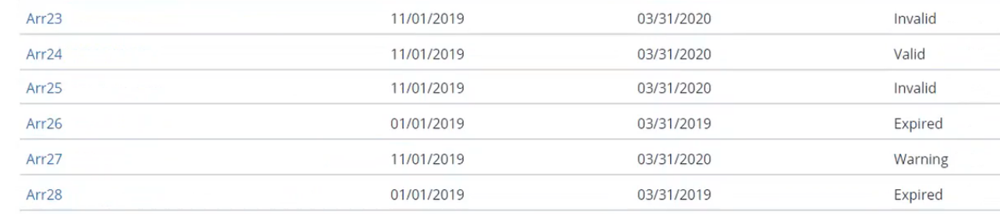 Arr23 11/01/2019 03/31/2020 Invalid
Arr24 11/01/2019 03/31/2020 Valid
Arr25 11/01/2019 03/31/2020 Invalid
Arr26 01/01/2019 03/31/2019 Expired
Arr27 11/01/2019 03/31/2020 Warning
Arr28 01/01/2019 03/31/2019 Expired